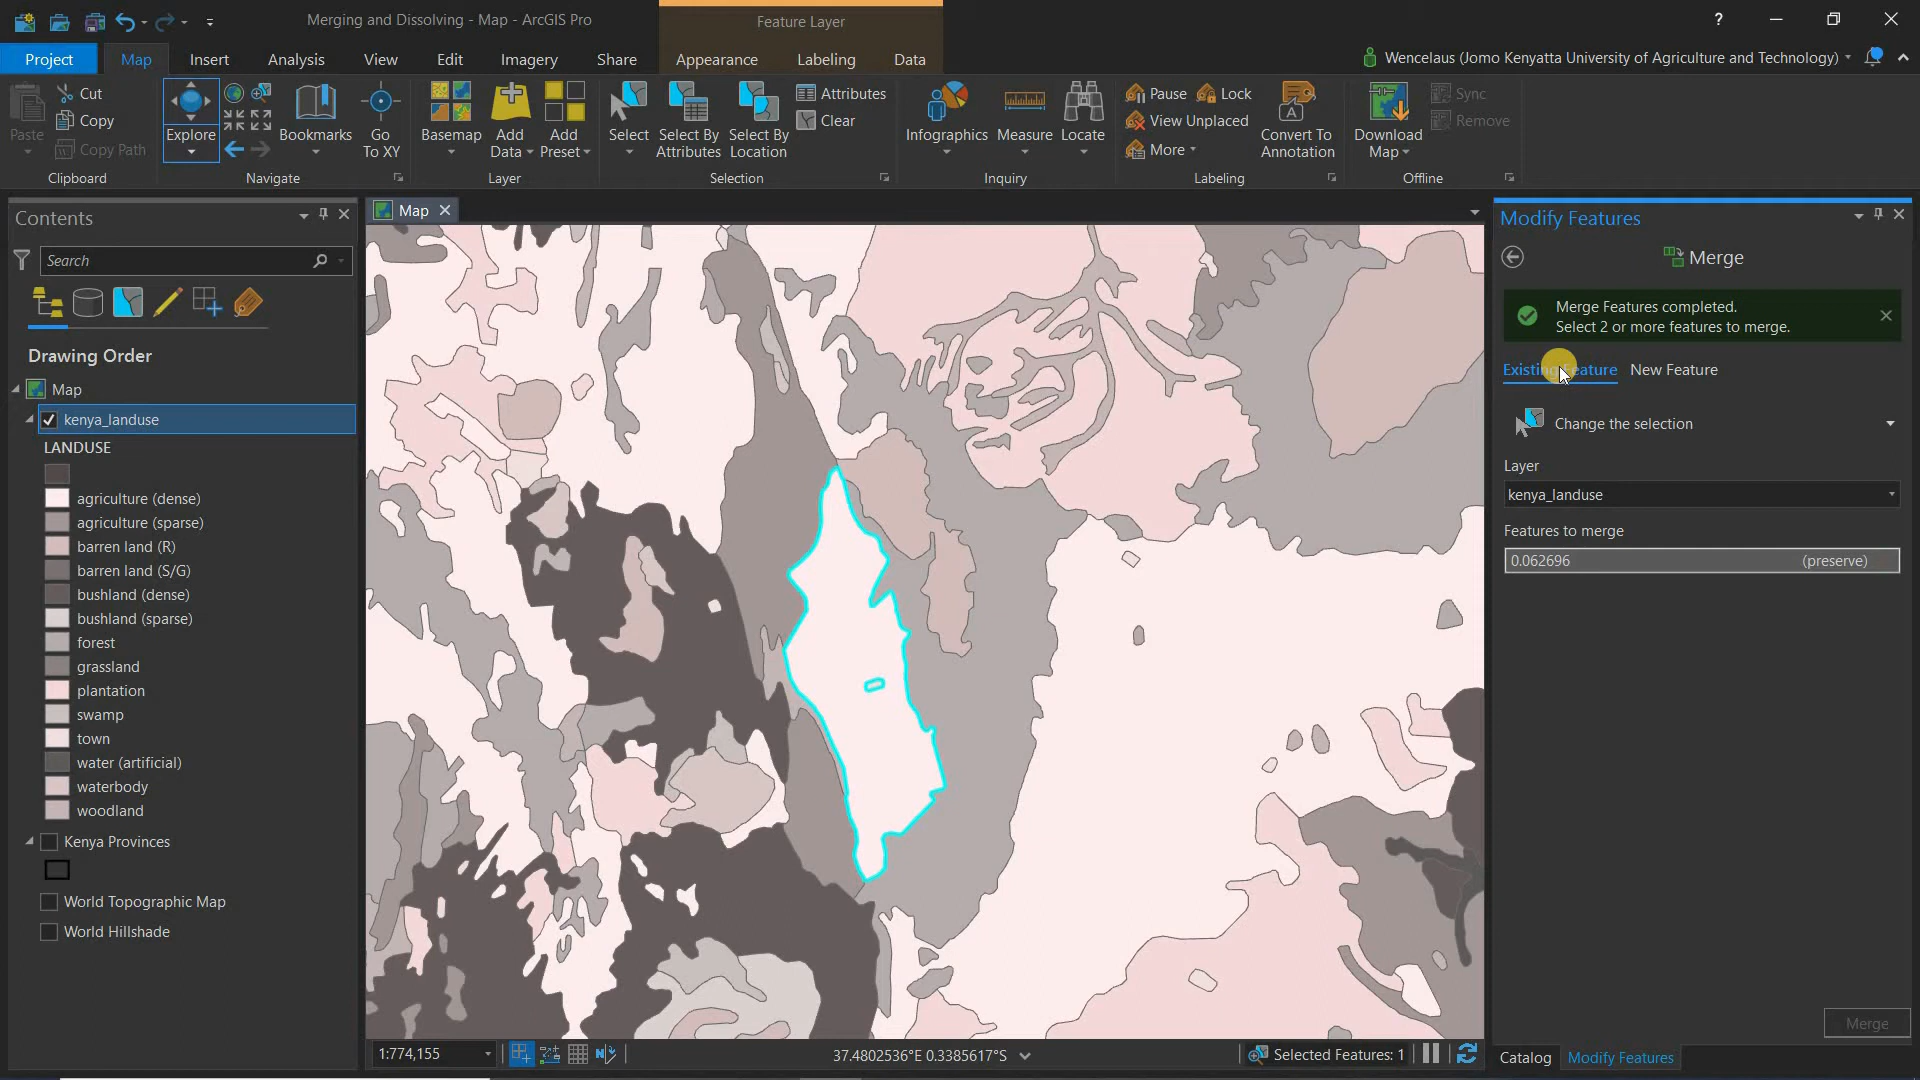 Merging and Dissolving - Map - ArcGIS Pro
Feature Layer
?
Project
Map
Insert
Analysis
View
Edit
Imagery
Share
Appearance
Labeling
Data
Wencelaus (Jomo Kenyatta University of Agriculture and Technology)
Paste
Cut
Copy
Copy Path
Clipboard
Explore
Bookmarks
Go
To XY
Navigate
Basemap
Add
Data
Add
Preset
Layer
Select
Select By
Attributes
Select By
Location
Attributes
Clear
Selection
Infographics
Measure
Locate
Inquiry
Pause
Lock
View Unplaced
More
Convert To
Annotation
Labeling
Download
Map
Sync
Remove
Offline
Contents
Search
Drawing Order
Map
kenya_landuse
LANDUSE
agriculture (dense)
agriculture (sparse)
barren land (R)
barren land (S/G)
bushland (dense)
bushland (sparse)
forest
grassland
plantation
swamp
town
water (artificial)
waterbody
woodland
Kenya Provinces
World Topographic Map
World Hillshade
Map
1:774,155
37.4802536°E 0.3385617°S
Selected Features: 1
Modify Features
Merge
Merge Features completed.
Select 2 or more features to merge.
Existing Feature
New Feature
Change the selection
Layer
kenya_landuse
Features to merge
0.062696 (preserve)
Merge
Catalog
Modify Features